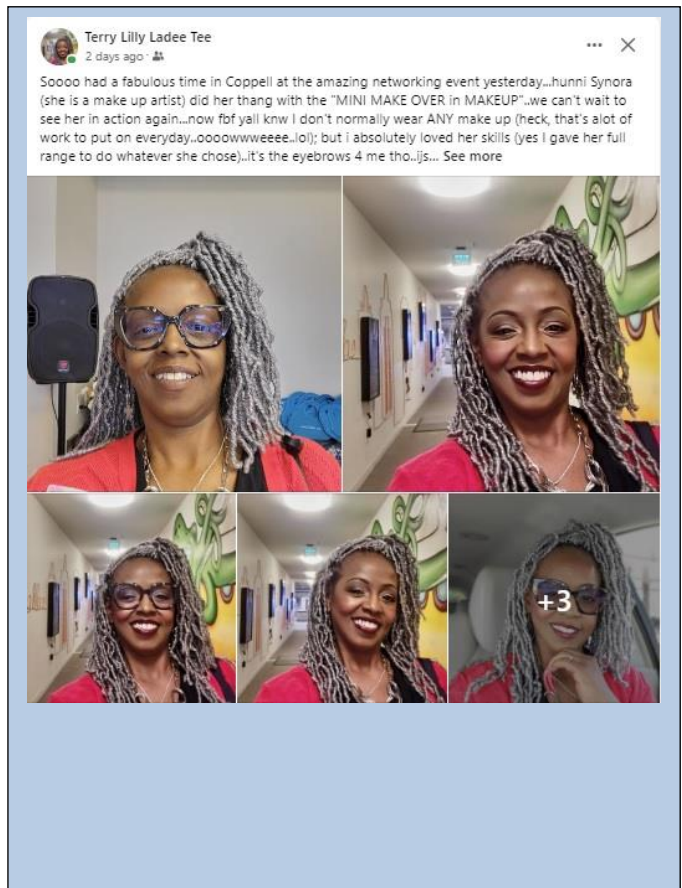 Terry Lilly Ladee Tee
2 days ago ·
Soooo had a fabulous time in Coppell at the amazing networking event yesterday...hunni Synora
(she is a make up artist) did her thang with the "MINI MAKE OVER in MAKEUP"..we can't wait to
see her in action again...now fbf yall knw I don't normally wear ANY make up (heck, that's alot of
work to put on everyday..oooowwweeee..lol); but i absolutely loved her skills (yes I gave her full
range to do whatever she chose)..it's the eyebrows 4 me tho..ijs... See more
+3